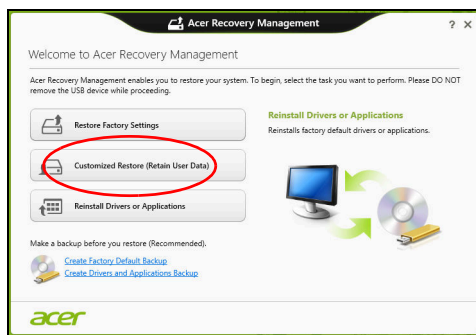 Acer Recovery Management
? X
Welcome to Acer Recovery Management
Acer Recovery Management enables you to restore your system. To begin, select the task you want to perform. Please DO NOT
remove the USB device while proceeding.
Restore Factory Settings
Customized Restore (Retain User Data)
Reinstall Drivers or Applications
Reinstall Drivers or Applications
Reinstalls factory default drivers or applications.
Make a backup before you restore (Recommended).
Create Factory Default Backup
Create Drivers and Applications Backup
acer